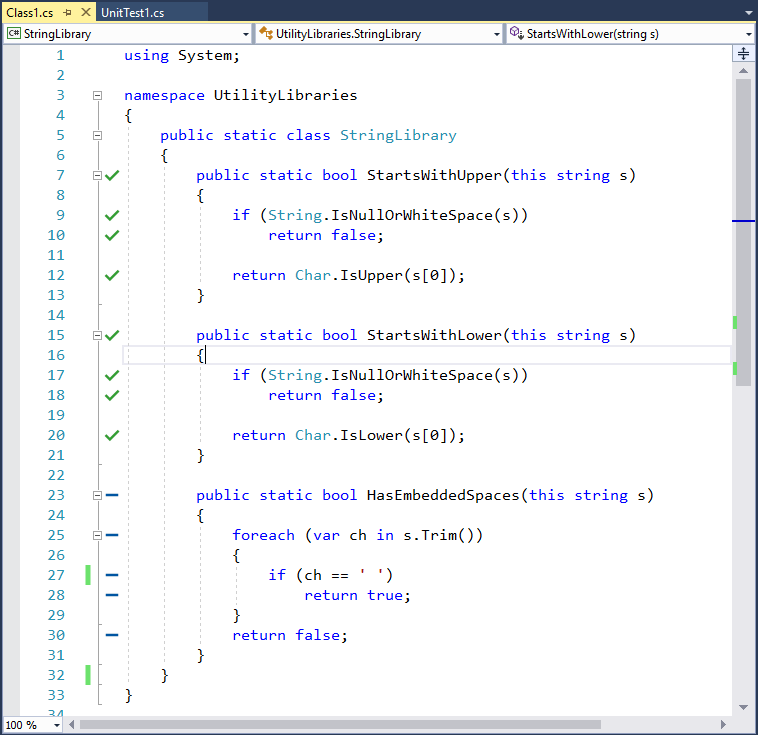 Class1.cs UnitTest1.cs
StringLibrary UtilityLibraries.StringLibrary StartsWithLower(string s)
1 using System;
2
3 namespace UtilityLibraries
4 {
5 public static class StringLibrary
6 {
7 public static bool StartsWithUpper(this string s)
8 {
9 if (String.IsNullOrWhiteSpace(s))
10 return false;
11
12 return Char.IsUpper(s[0]);
13 }
14
15 public static bool StartsWithLower(this string s)
16 {
17 if (String.IsNullOrWhiteSpace(s))
18 return false;
19
20 return Char.IsLower(s[0]);
21 }
22
23 public static bool HasEmbeddedSpaces(this string s)
24 {
25 foreach (var ch in s.Trim())
26 {
27 if (ch == ' ')
28 return true;
29 }
30 return false;
31 }
32 }
33 }
34
100 %